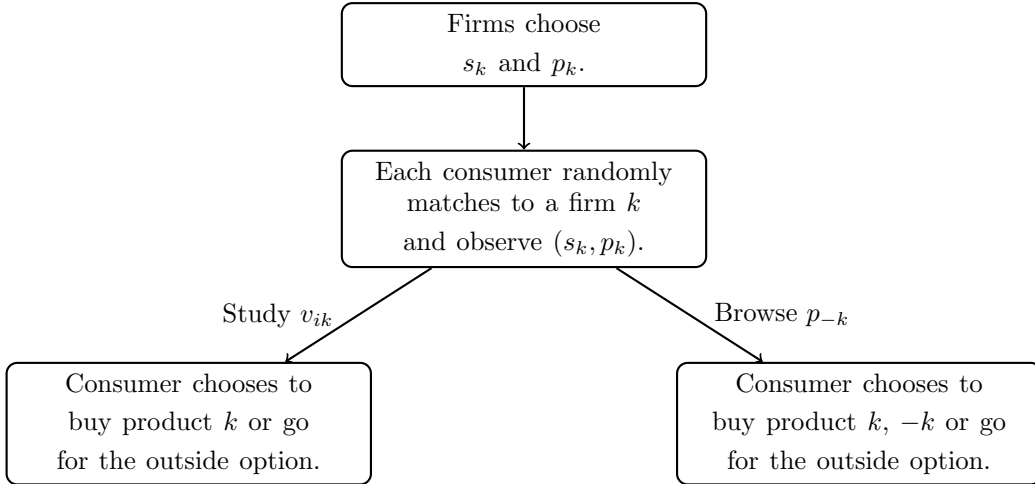 Firms choose
s_k and p_k.
Each consumer randomly
matches to a firm k
and observe (s_k, p_k).
Study v_{ik}
Browse p_{−k}
Consumer chooses to
buy product k or go
for the outside option.
Consumer chooses to
buy product k, −k or go
for the outside option.